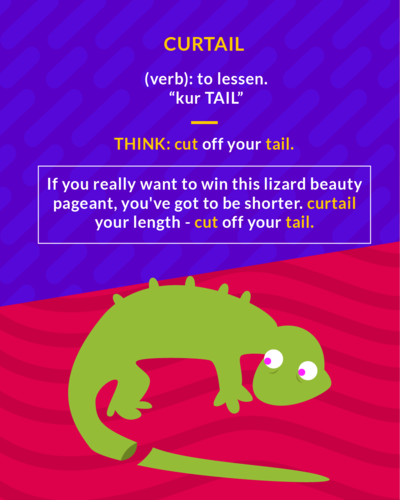 CURTAIL
(verb): to lessen.
“kur TAIL”
THINK: cut off your tail.
If you really want to win this lizard beauty
pageant, you've got to be shorter. curtail
your length - cut off your tail.